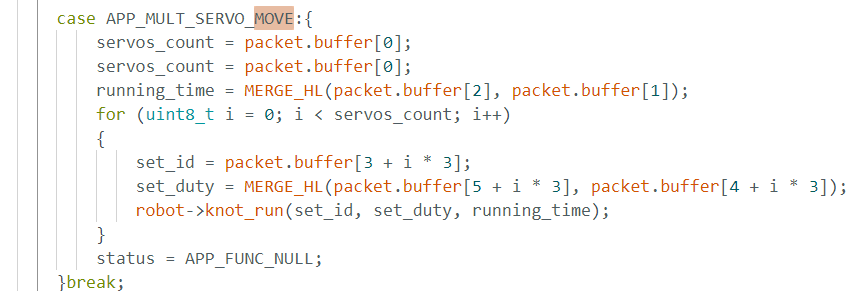 case APP_MULT_SERVO_MOVE:{
servos_count = packet.buffer[0];
servos_count = packet.buffer[0];
running_time = MERGE_HL(packet.buffer[2], packet.buffer[1]);
for (uint8_t i = 0; i < servos_count; i++)
{
set_id = packet.buffer[3 + i * 3];
set_duty = MERGE_HL(packet.buffer[5 + i * 3], packet.buffer[4 + i * 3]);
robot->knot_run(set_id, set_duty, running_time);
}
status = APP_FUNC_NULL;
}break;